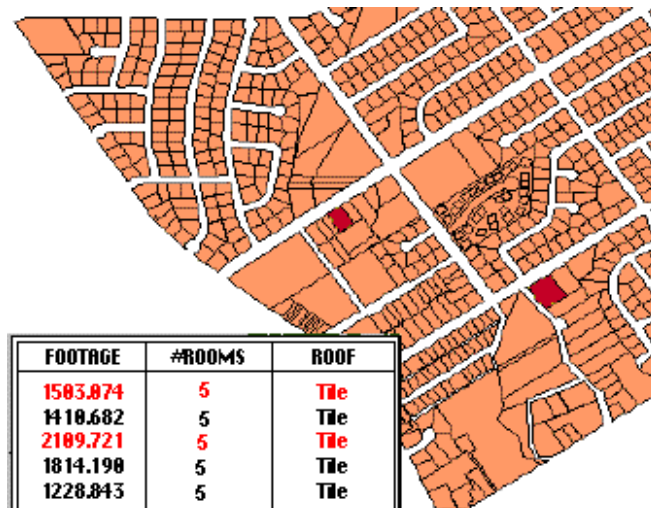 FOOTAGE #ROOMS ROOF
1503.074 5 Tile
1410.682 5 Tile
2109.721 5 Tile
1814.190 5 Tile
1228.843 5 Tile